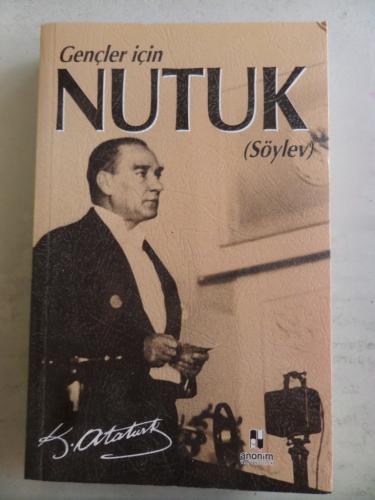 Gençler için
NUTUK
(Söylev)
K. Atatürk
anonim